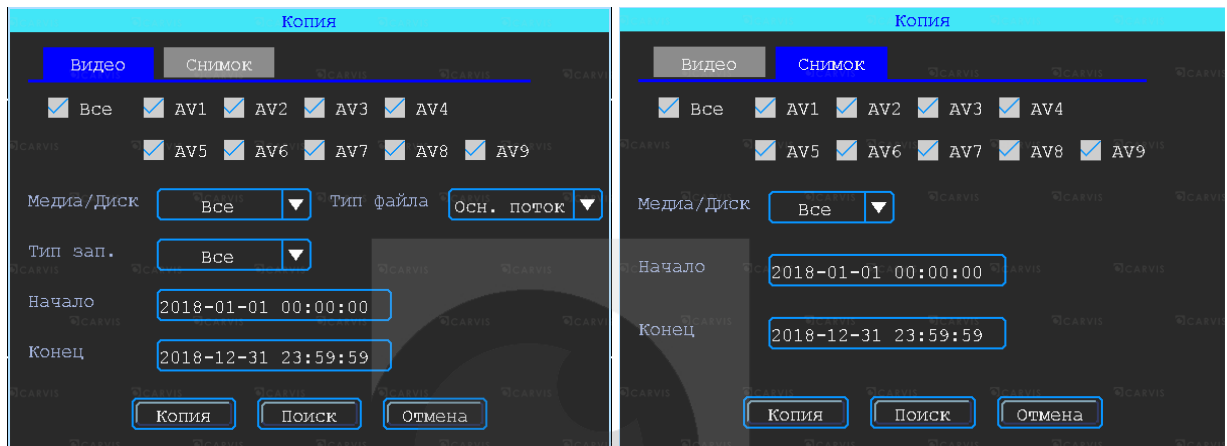 Копия
Видео Снимок
Все AV1 AV2 AV3 AV4
AV5 AV6 AV7 AV8 AV9
Медиа/Диск Все Тип файла Осн. поток
Тип зап. Все
Начало 2018-01-01 00:00:00
Конец 2018-12-31 23:59:59
Копия Поиск Отмена
Копия
Видео Снимок
Все AV1 AV2 AV3 AV4
AV5 AV6 AV7 AV8 AV9
Медиа/Диск Все
Начало 2018-01-01 00:00:00
Конец 2018-12-31 23:59:59
Копия Поиск Отмена
CARVIS